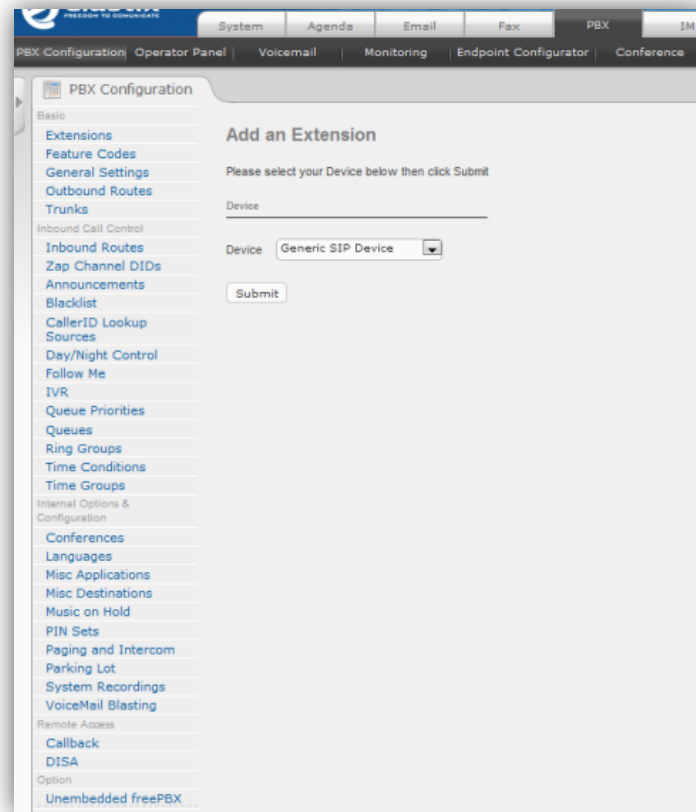 FREEDOM TO COMUNICATE
System Agenda Email Fax PBX IM
PBX Configuration Operator Panel Voicemail Monitoring Endpoint Configurator Conference
PBX Configuration
Basic
Extensions
Feature Codes
General Settings
Outbound Routes
Trunks
Inbound Call Control
Inbound Routes
Zap Channel DIDs
Announcements
Blacklist
CallerID Lookup
Sources
Day/Night Control
Follow Me
IVR
Queue Priorities
Queues
Ring Groups
Time Conditions
Time Groups
Internal Options &
Configuration
Conferences
Languages
Misc Applications
Misc Destinations
Music on Hold
PIN Sets
Paging and Intercom
Parking Lot
System Recordings
VoiceMail Blasting
Remote Access
Callback
DISA
Option
Unembedded freePBX
Add an Extension
Please select your Device below then click Submit
Device
Device Generic SIP Device
Submit